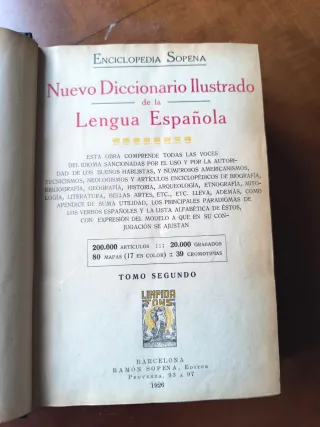 ENCICLOPEDIA SOPENA
Nuevo Diccionario Ilustrado
de la
Lengua Española
ESTA OBRA COMPRENDE TODAS LAS VOCES
DEL IDIOMA SANCIONADAS POR EL USO Y POR LA AUTORI-
DAD DE LOS BUENOS HABLISTAS, Y NUMEROSOS AMERICANISMOS,
TECNICISMOS, NEOLOGISMOS Y ARTÍCULOS ENCICLOPÉDICOS DE BIOGRAFÍA,
BIBLIOGRAFÍA, GEOGRAFÍA, HISTORIA, ARQUEOLOGÍA, ETNOGRAFÍA,
LITERATURA, BELLAS ARTES, ETC., ETC. LLEVA, ADEMÁS, COMO
APÉNDICE DE SUMA UTILIDAD, LOS PRINCIPALES PARADIGMAS DE
LOS VERBOS ESPAÑOLES Y LA LISTA ALFABÉTICA DE ÉSTOS,
CON EXPRESIÓN DEL MODELO A QUE EN SU CON-
JUGACIÓN SE AJUSTAN
200.000 ARTÍCULOS ::: 20.000 GRABADOS
80 MAPAS (17 EN COLOR) :: 39 CROMOTIPIAS
TOMO SEGUNDO
BARCELONA
RAMÓN SOPENA, Editor
PROVENZA, 93 A 97
1926